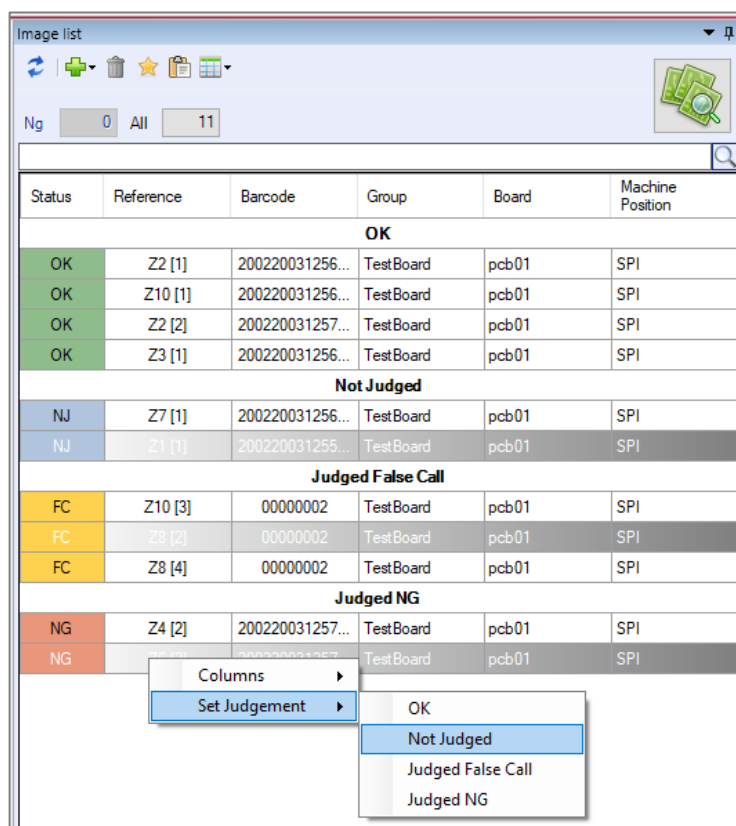 Image list
Ng 0 All 11
Status Reference Barcode Group Board Machine Position
OK
OK Z2 [1] 200220031256... TestBoard pcb01 SPI
OK Z10 [1] 200220031256... TestBoard pcb01 SPI
OK Z2 [2] 200220031257... TestBoard pcb01 SPI
OK Z3 [1] 200220031256... TestBoard pcb01 SPI
Not Judged
NJ Z7 [1] 200220031256... TestBoard pcb01 SPI
NJ Z1 [1] 200220031255... TestBoard pcb01 SPI
Judged False Call
FC Z10 [3] 00000002 TestBoard pcb01 SPI
FC Z8 [2] 00000002 TestBoard pcb01 SPI
FC Z8 [4] 00000002 TestBoard pcb01 SPI
Judged NG
NG Z4 [2] 200220031257... TestBoard pcb01 SPI
NG TestBoard pcb01 SPI
Columns
Set Judgement
OK
Not Judged
Judged False Call
Judged NG